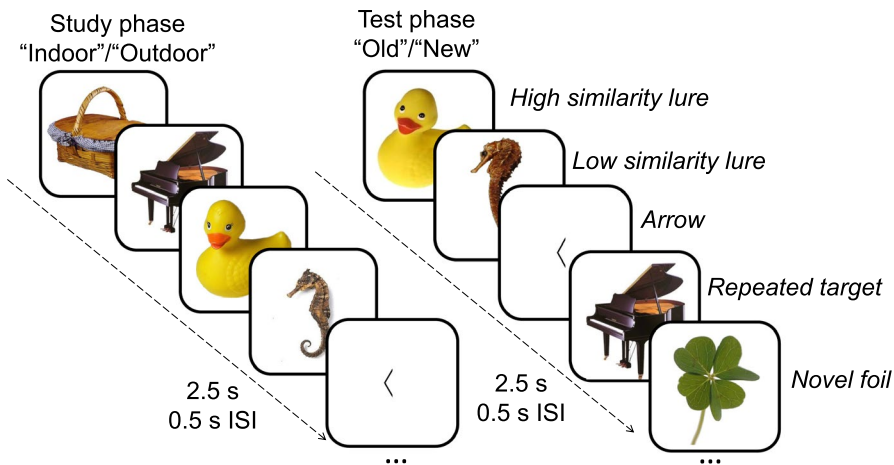 Study phase
“Indoor”/“Outdoor”
Test phase
“Old”/“New”
High similarity lure
Low similarity lure
Arrow
Repeated target
Novel foil
2.5 s
0.5 s ISI
...
2.5 s
0.5 s ISI
...